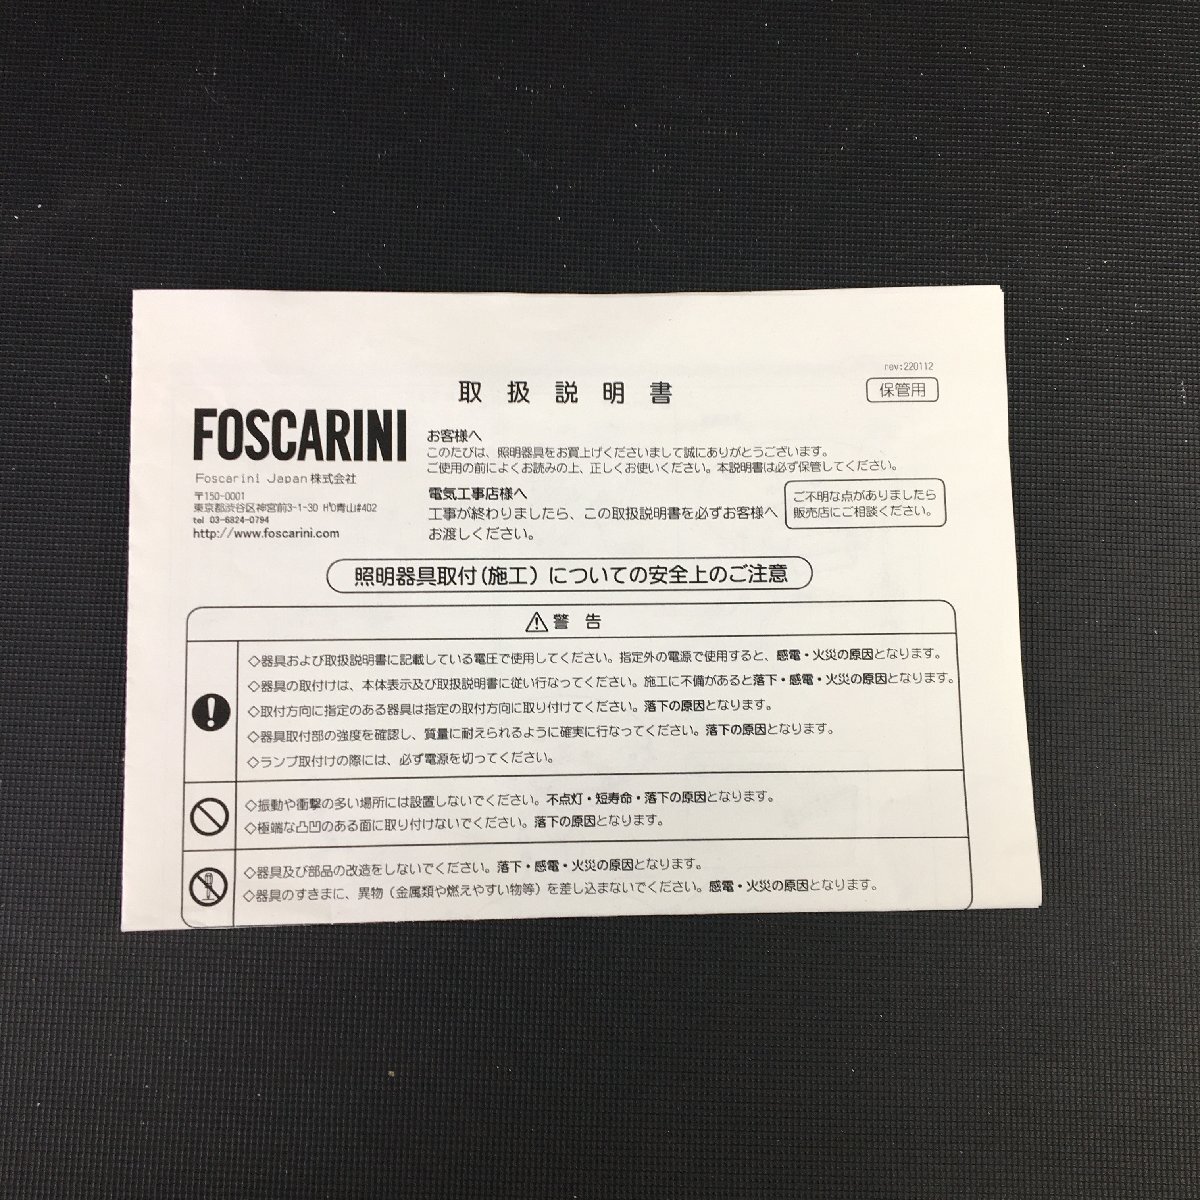 rev:220112
取扱説明書
保管用
FOSCARINI
Foscarini Japan株式会社
〒150-0001
東京都渋谷区神宮前3-1-30 H¹O青山#402
tel 03-6824-0794
http://www.foscarini.com
お客様へ
このたびは、照明器具をお買上げくださいまして誠にありがとうございます。
ご使用の前によくお読みの上、正しくお使いください。本説明書は必ず保管してください。
電気工事店様へ
工事が終わりましたら、この取扱説明書を必ずお客様へ
お渡しください。
ご不明な点がありましたら
販売店にご相談ください。
照明器具取付(施工)についての安全上のご注意
警告
◇器具および取扱説明書に記載している電圧で使用してください。指定外の電源で使用すると、感電・火災の原因となります。
◇器具の取付けは、本体表示及び取扱説明書に従い行なってください。施工に不備があると落下・感電・火災の原因となります。
◇取付方向に指定のある器具は指定の取付方向に取り付けてください。落下の原因となります。
◇器具取付部の強度を確認し、質量に耐えられるように確実に行なってください。落下の原因となります。
◇ランプ取付けの際には、必ず電源を切ってください。
◇振動や衝撃の多い場所には設置しないでください。不点灯・短寿命・落下の原因となります。
◇極端な凸凹のある面に取り付けないでください。落下の原因となります。
◇器具及び部品の改造をしないでください。落下・感電・火災の原因となります。
◇器具のすきまに、異物(金属類や燃えやすい物等)を差し込まないでください。感電・火災の原因となります。